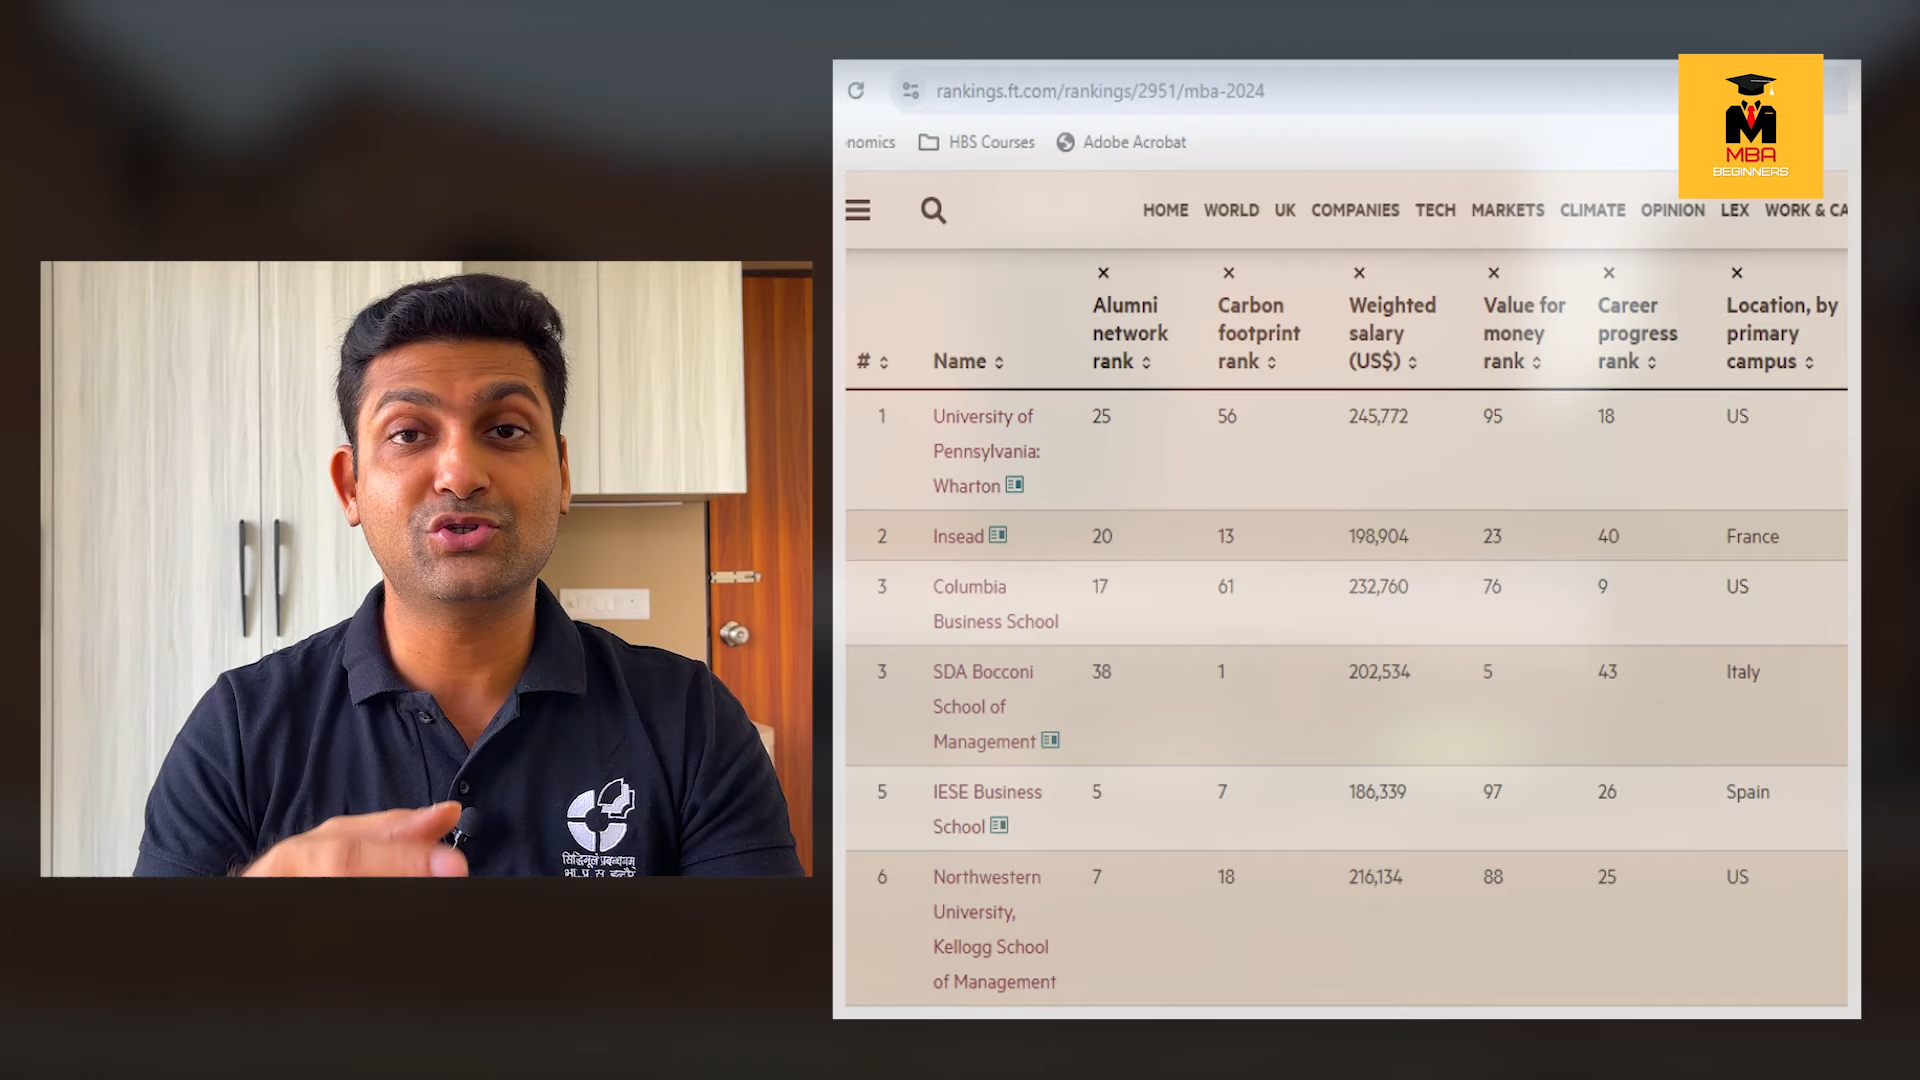 rankings.ft.com/rankings/2951/mba-2024
nomics HBS Courses Adobe Acrobat
MBA
BEGINNERS
HOME WORLD UK COMPANIES TECH MARKETS CLIMATE OPINION LEX WORK & CA
# Name
Alumni network rank
Carbon footprint rank
Weighted salary (US$)
Value for money rank
Career progress rank
Location, by primary campus
1 University of 25 56 245,772 95 18 US
Pennsylvania:
Wharton
2 Insead 20 13 198,904 23 40 France
3 Columbia 17 61 232,760 76 9 US
Business School
3 SDA Bocconi 38 1 202,534 5 43 Italy
School of
Management
5 IESE Business 5 7 186,339 97 26 Spain
School
6 Northwestern 7 18 216,134 88 25 US
University,
Kellogg School
of Management
सिद्धिमूलं प्रबन्धनम्
भा. प्र. सं. इन्दौर